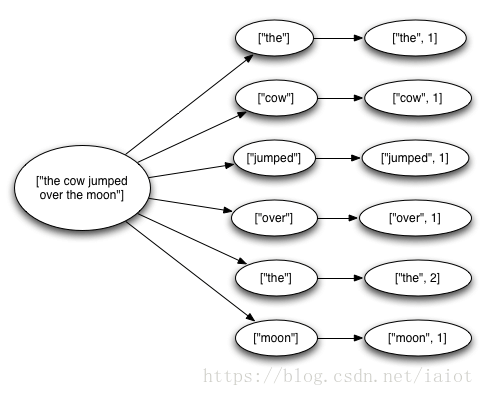 ["the"]
["the", 1]
["cow"]
["cow", 1]
["jumped"]
["jumped", 1]
["the cow jumped
over the moon"]
["over"]
["over", 1]
["the"]
["the", 2]
["moon"]
["moon", 1]
https://blog.csdn.net/iaiot